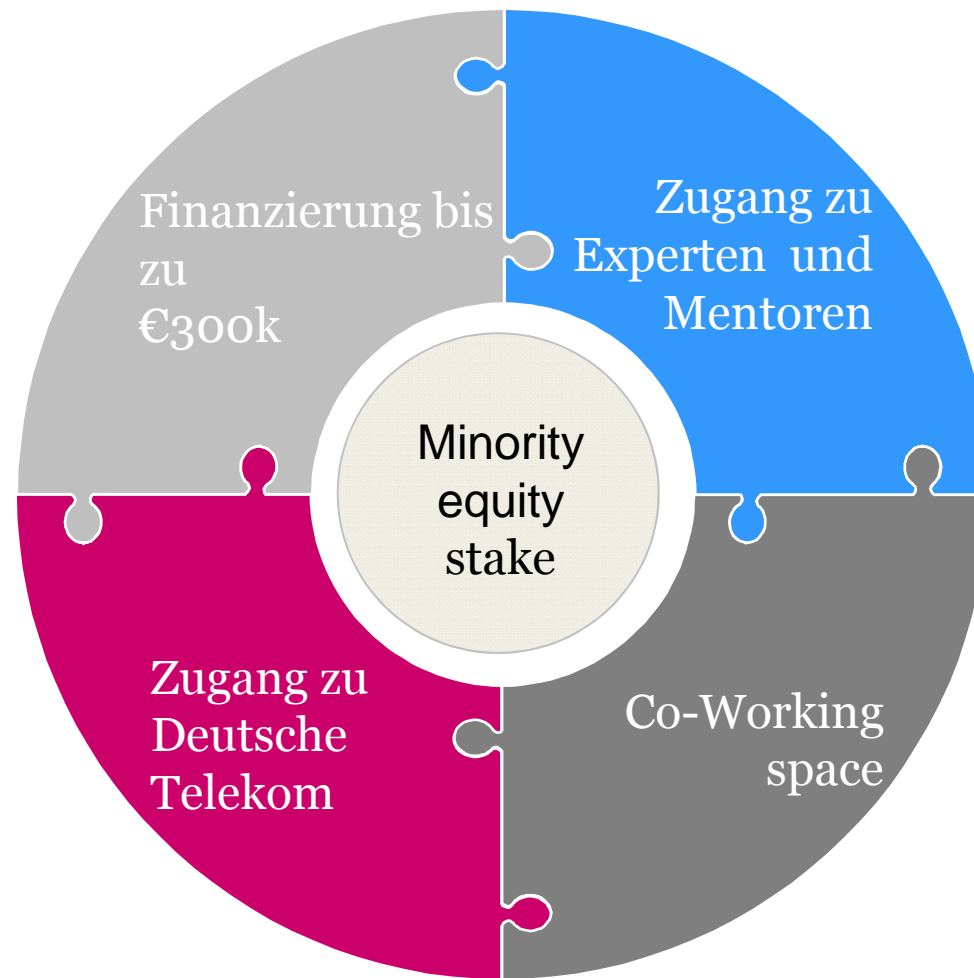 Finanzierung bis
zu
€300k
Zugang zu
Experten und
Mentoren
Minority
equity
stake
Zugang zu
Deutsche
Telekom
Co-Working
space